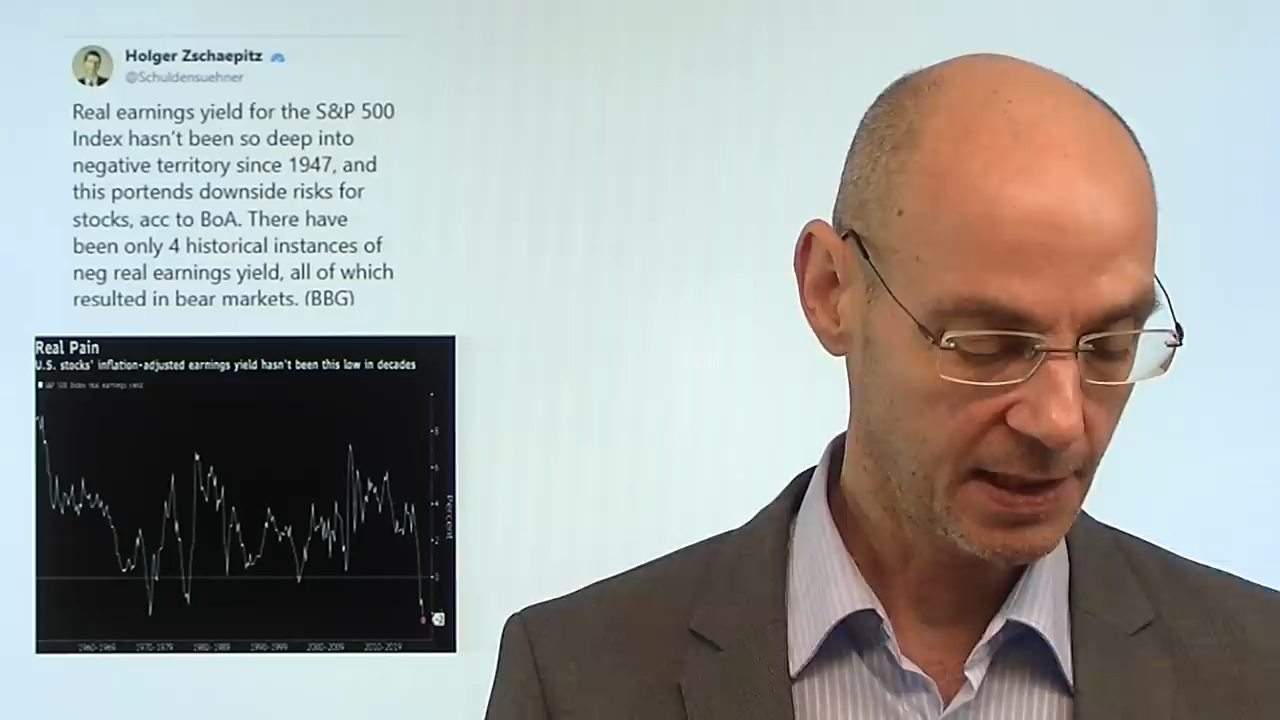 Holger Zschaepitz
@Schuldensuehner
Real earnings yield for the S&P 500
Index hasn't been so deep into
negative territory since 1947, and
this portends downside risks for
stocks, acc to BoA. There have
been only 4 historical instances of
neg real earnings yield, all of which
resulted in bear markets. (BBG)
Real Pain
U.S. stocks' inflation-adjusted earnings yield hasn't been this low in decades
S&P 500 Index real earnings yield
8
6
4
Percent
2
0
-2
1960-1969 1970-1979 1980-1989 1990-1999 2000-2009 2010-2019